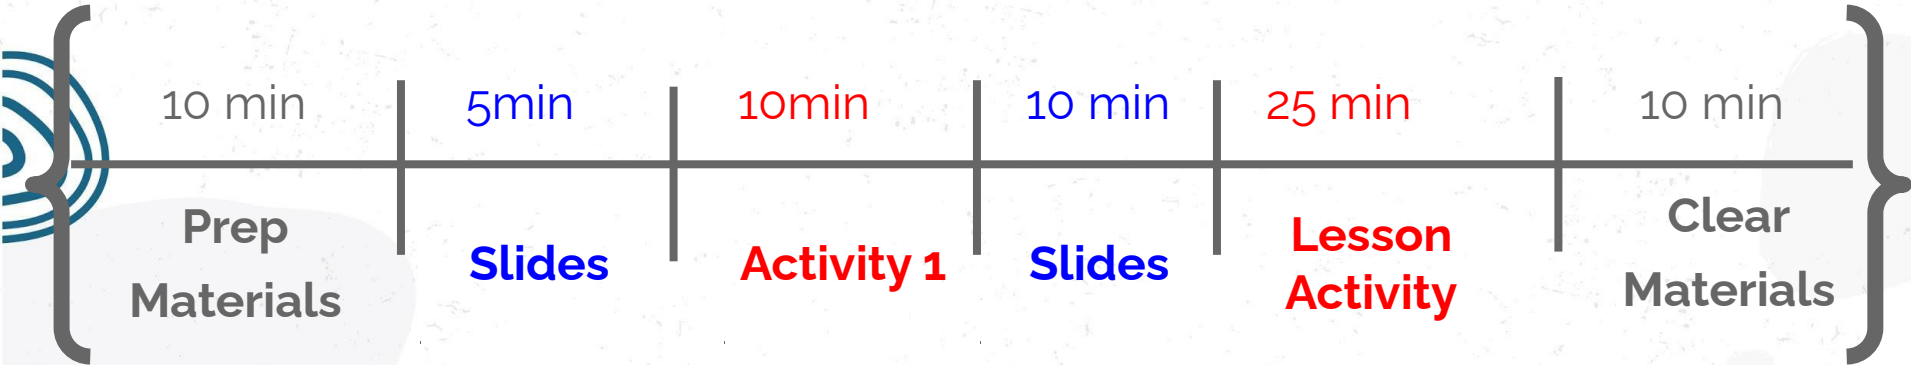 10 min
5min
10min
10 min
25 min
10 min
Prep
Materials
Slides
Activity 1
Slides
Lesson
Activity
Clear
Materials